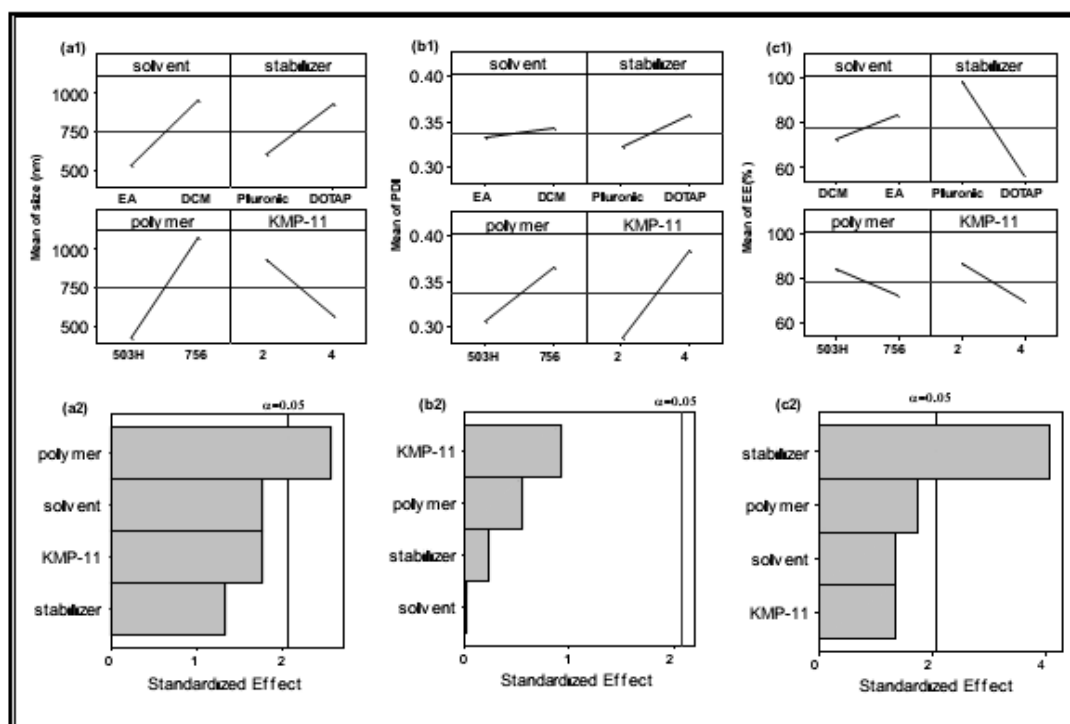 (a1)
solvent stabilizer
1000
750
500
EA DCM Pluronic DOTAP
polymer KMP-11
1000
750
500
503H 756 2 4
Mean of size (nm)
(b1)
solvent stabilizer
0.40
0.35
0.30
EA DCM Pluronic DOTAP
polymer KMP-11
0.40
0.35
0.30
503H 756 2 4
Mean of PDI
(c1)
solvent stabilizer
100
80
60
DCM EA Pluronic DOTAP
polymer KMP-11
100
80
60
503H 756 2 4
Mean of EE(%)
(a2)
α=0.05
polymer
solvent
KMP-11
stabilizer
0 1 2
Standardized Effect
(b2)
α=0.05
KMP-11
polymer
stabilizer
solvent
0 1 2
Standardized Effect
(c2)
α=0.05
stabilizer
polymer
solvent
KMP-11
0 2 4
Standardized Effect